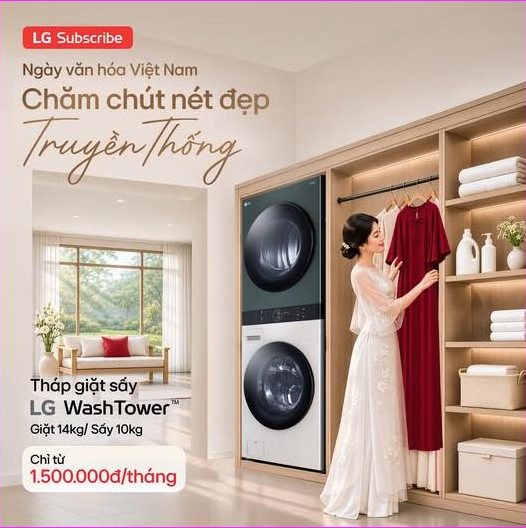 LG Subscribe
Ngày văn hóa Việt Nam
Chăm chút nét đẹp
Truyền Thống
Tháp giặt sấy
LG WashTower™
Giặt 14kg/ Sấy 10kg
Chỉ từ
1.500.000đ/tháng